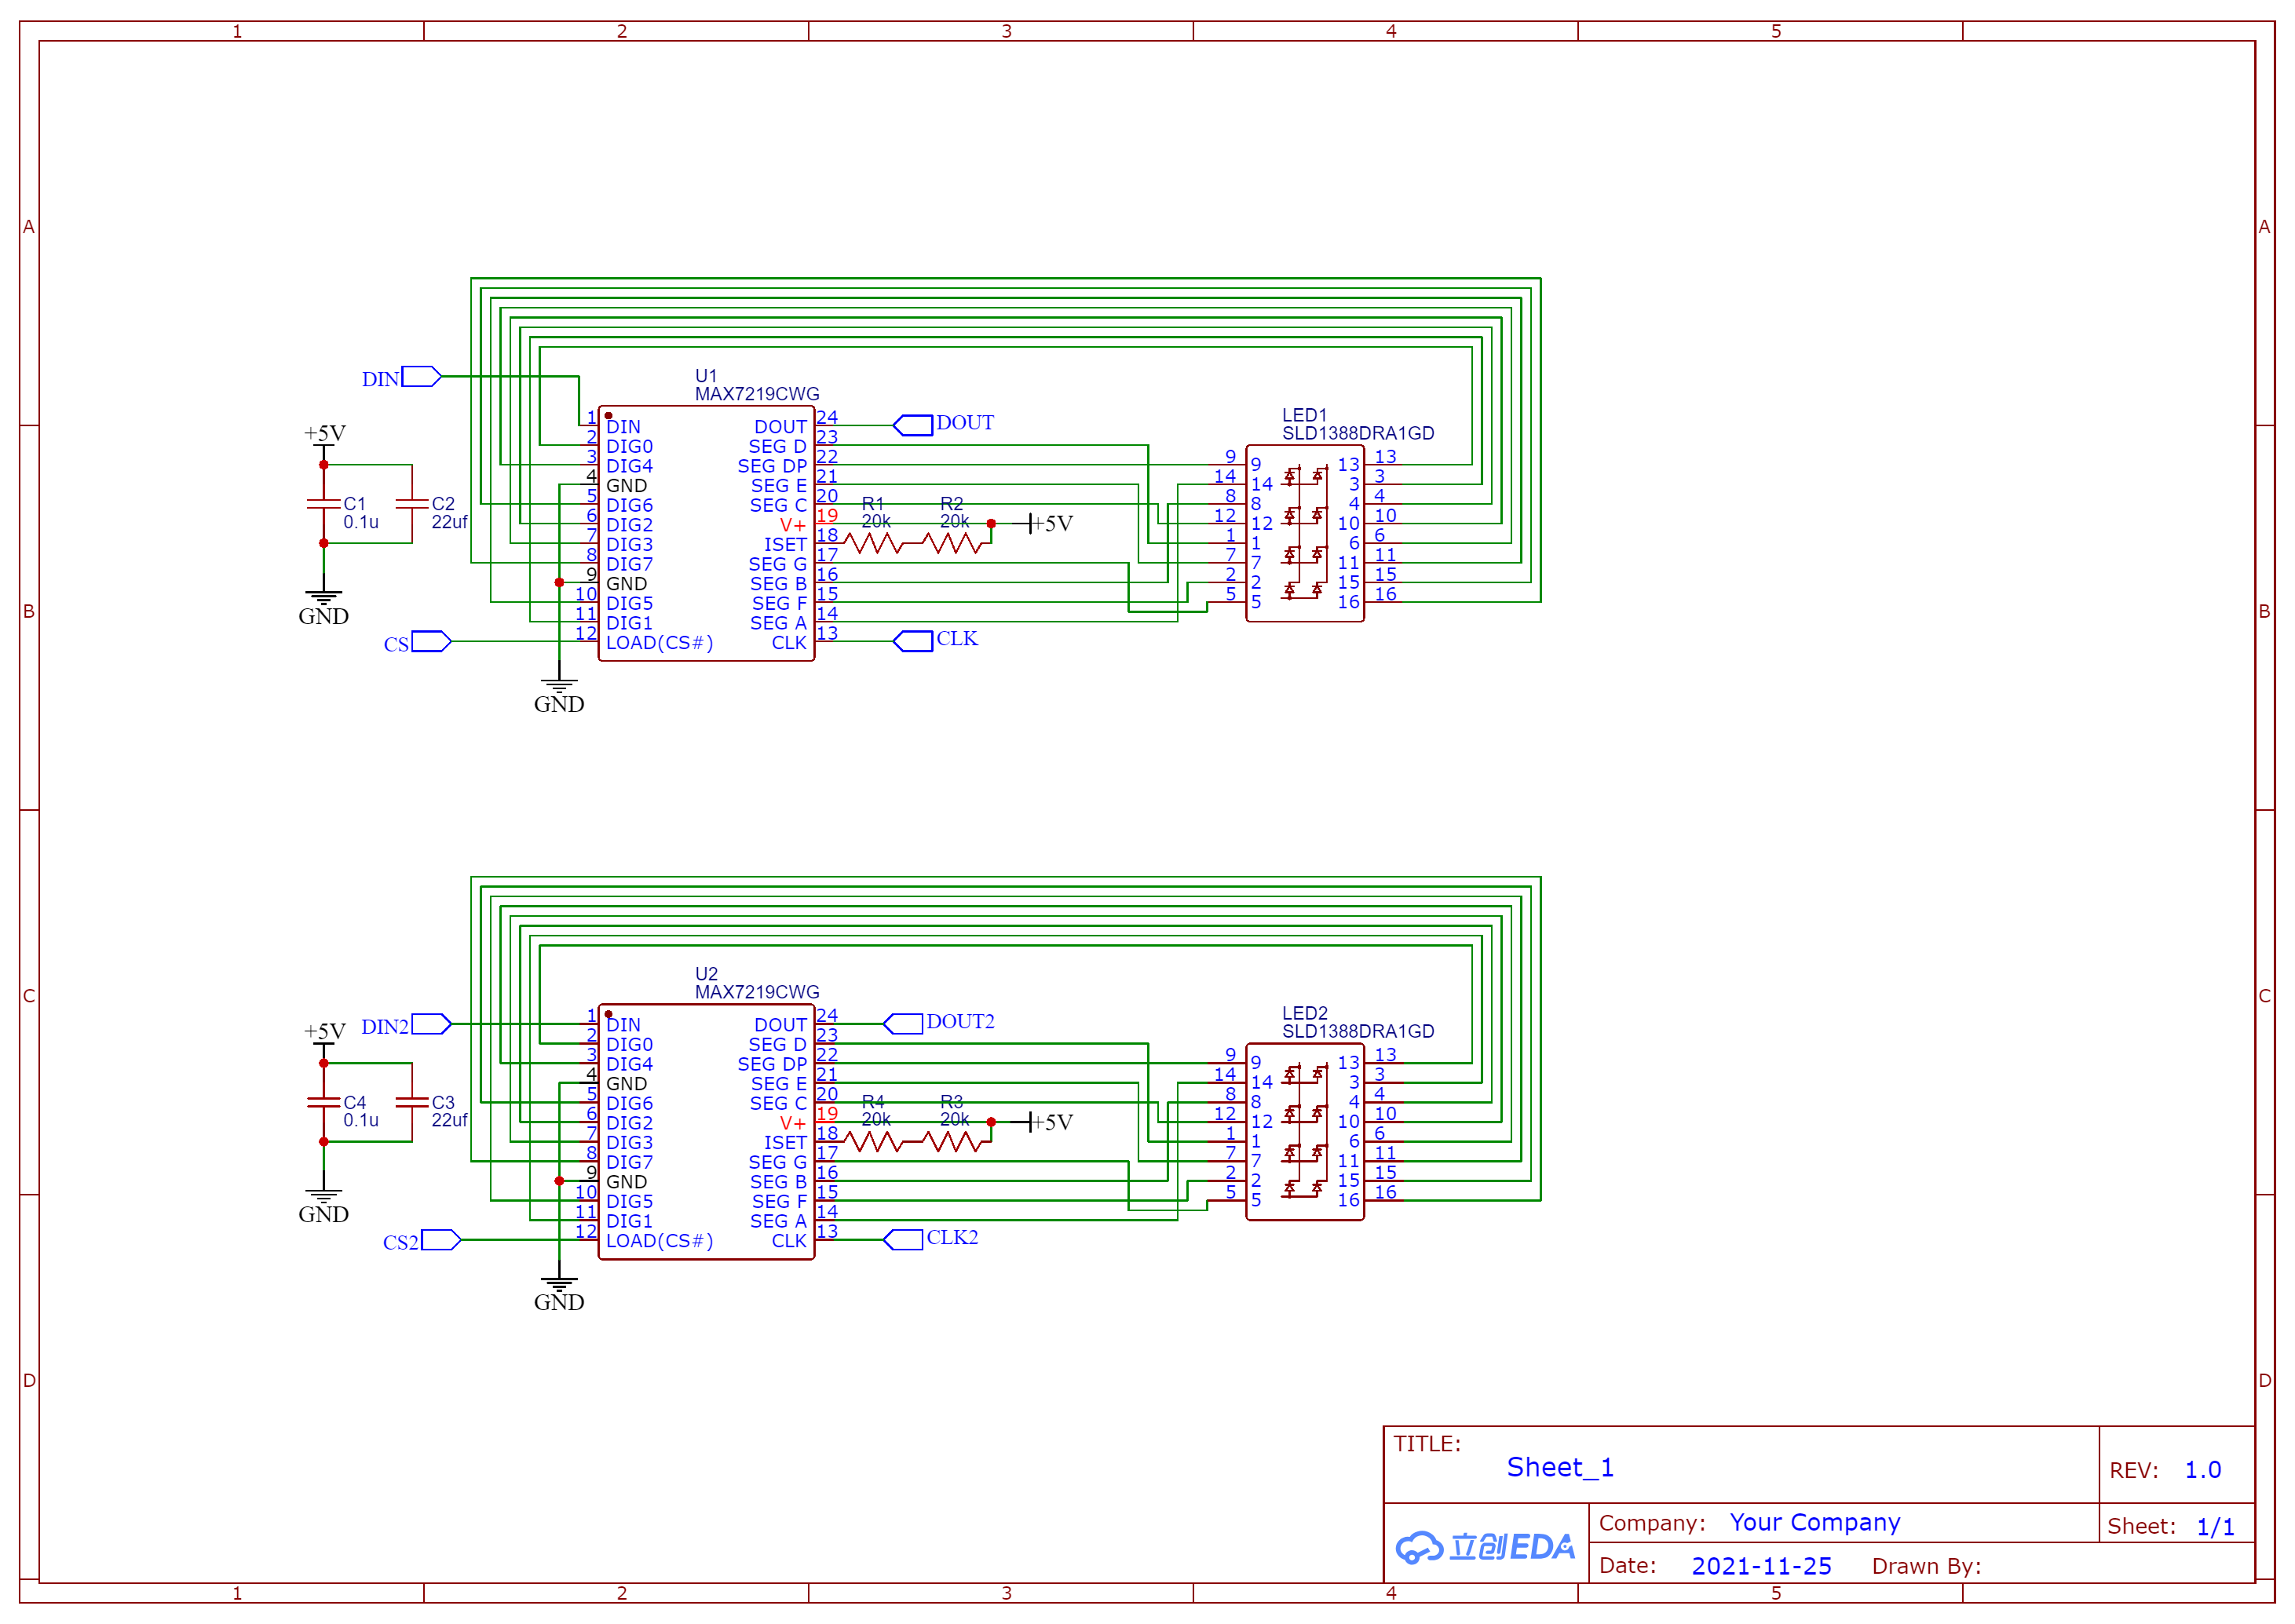 1 2 3 4 5
A A
DIN
U1
MAX7219CWG
1 DIN DOUT 24 DOUT
2 DIG0 SEG D 23
3 DIG4 SEG DP 22
4 GND SEG E 21
5 DIG6 SEG C 20
6 DIG2 V+ 19
7 DIG3 ISET 18
8 DIG7 SEG G 17
9 GND SEG B 16
10 DIG5 SEG F 15
11 DIG1 SEG A 14
12 LOAD(CS#) CLK 13 CLK
CS
GND
+5V
C1
0.1u
C2
22uf
GND
R1
20k
R2
20k
+5V
LED1
SLD1388DRA1GD
9 9 13 13
14 14 3 3
8 8 4 4
12 12 10 10
1 1 6 6
7 7 11 11
2 2 15 15
5 5 16 16
B B
C C
U2
MAX7219CWG
DIN2
1 DIN DOUT 24 DOUT2
2 DIG0 SEG D 23
3 DIG4 SEG DP 22
4 GND SEG E 21
5 DIG6 SEG C 20
6 DIG2 V+ 19
7 DIG3 ISET 18
8 DIG7 SEG G 17
9 GND SEG B 16
10 DIG5 SEG F 15
11 DIG1 SEG A 14
12 LOAD(CS#) CLK 13 CLK2
CS2
GND
+5V
C4
0.1u
C3
22uf
GND
R4
20k
R3
20k
+5V
LED2
SLD1388DRA1GD
9 9 13 13
14 14 3 3
8 8 4 4
12 12 10 10
1 1 6 6
7 7 11 11
2 2 15 15
5 5 16 16
D D
TITLE:
Sheet_1
REV: 1.0
立创EDA
Company: Your Company
Sheet: 1/1
Date: 2021-11-25 Drawn By:
1 2 3 4 5